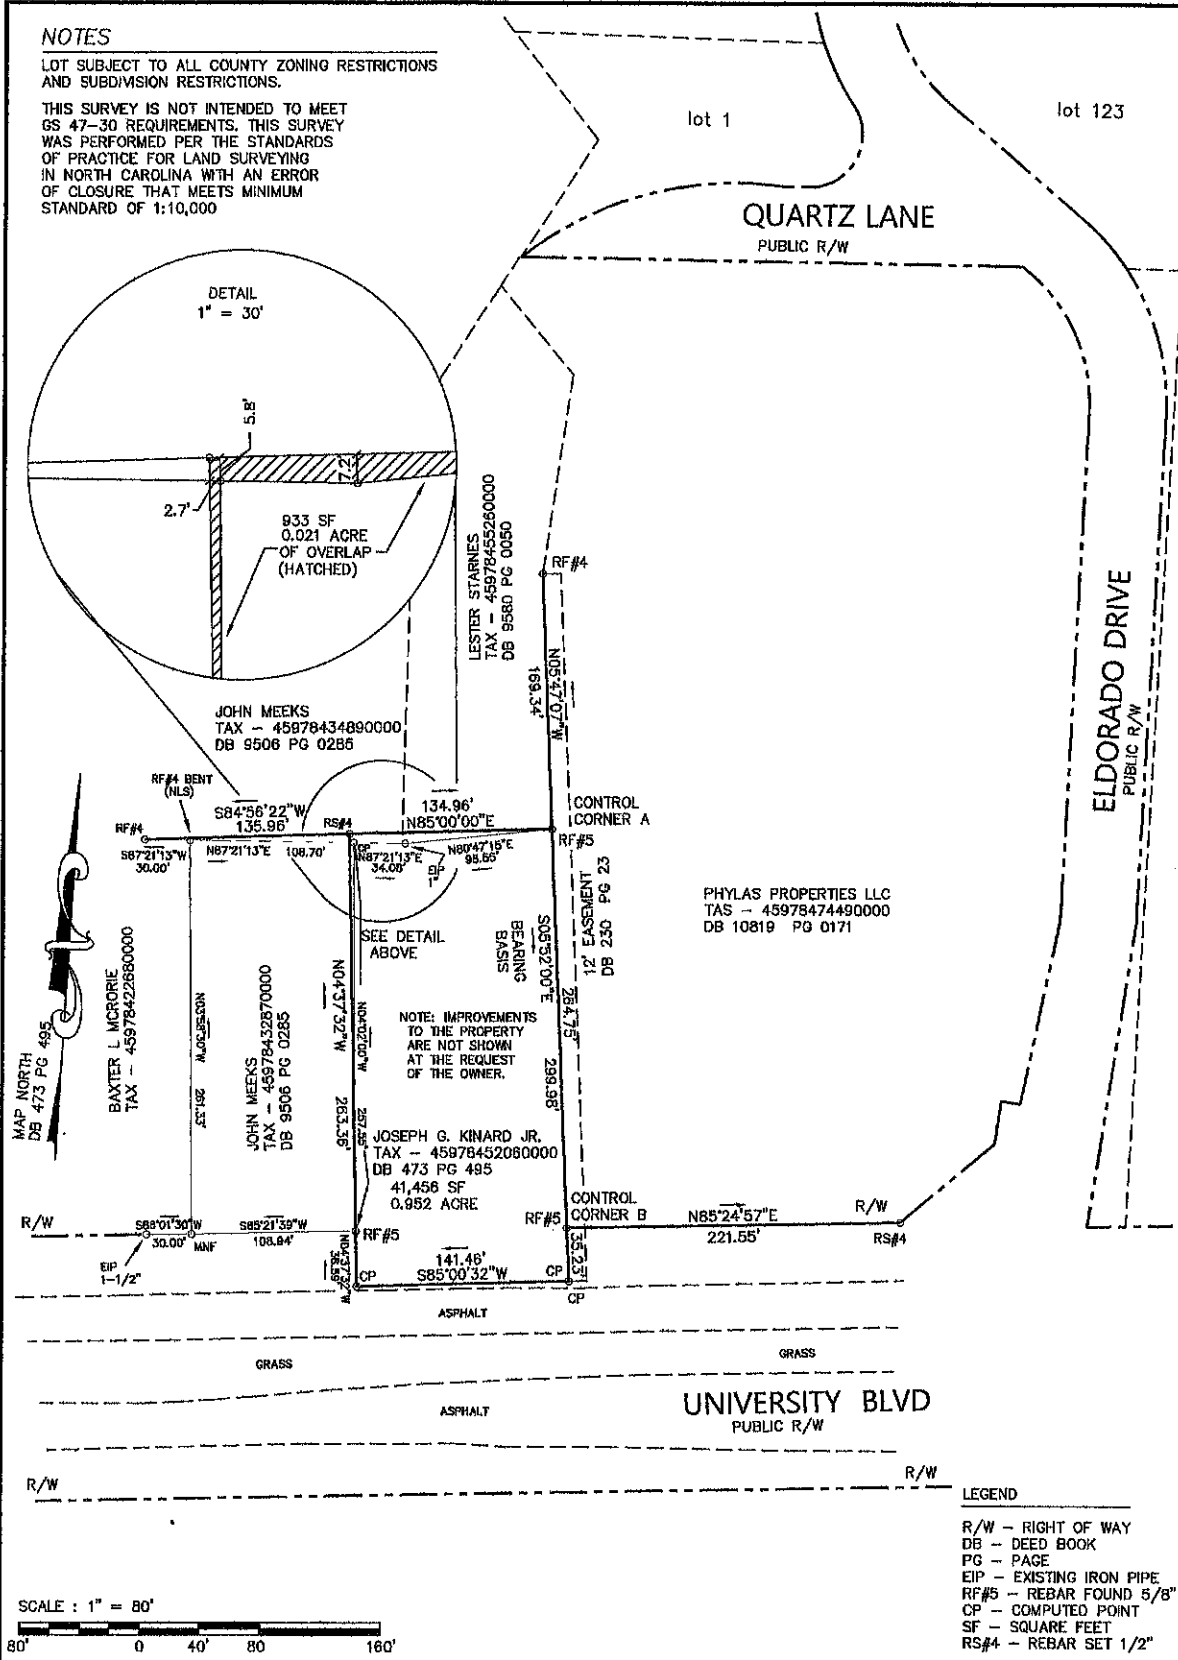 NOTES
LOT SUBJECT TO ALL COUNTY ZONING RESTRICTIONS
AND SUBDIVISION RESTRICTIONS.
THIS SURVEY IS NOT INTENDED TO MEET
GS 47-30 REQUIREMENTS. THIS SURVEY
WAS PERFORMED PER THE STANDARDS
OF PRACTICE FOR LAND SURVEYING
IN NORTH CAROLINA WITH AN ERROR
OF CLOSURE THAT MEETS MINIMUM
STANDARD OF 1:10,000
lot 1
lot 123
QUARTZ LANE
PUBLIC R/W
DETAIL
1" = 30'
5.8'
7.2'
2.7'
933 SF
0.021 ACRE
OF OVERLAP
(HATCHED)
LESTER STARNES
TAX - 45978455260000
DB 9580 PG 0050
RF#4
N05°47'07"W
169.34'
ELDORADO DRIVE
PUBLIC R/W
JOHN MEEKS
TAX - 45978434890000
DB 9506 PG 0285
RF#4 BENT
(NLS)
S84°56'22"W
135.96'
RS#4
134.96'
N85°00'00"E
CONTROL
CORNER A
RF#5
RF#4
S87°21'13"W
30.00'
N87°21'13"E
108.70'
CP
N87°21'13"E
34.08'
EIP
1"
N80°47'15"E
98.65'
SEE DETAIL
ABOVE
BEARING
BASIS
S05°52'00"E
264.75'
299.98'
12' EASEMENT
DB 230 PG 23
PHYLAS PROPERTIES LLC
TAS - 45978474490000
DB 10819 PG 0171
MAP NORTH
DB 473 PG 495
BAXTER L MCRORIE
TAX - 45978422680000
N03°58'30"W
261.33'
JOHN MEEKS
TAX - 45978432870000
DB 9506 PG 0285
N04°37'32"W
263.36'
N04°02'00"W
NOTE: IMPROVEMENTS
TO THE PROPERTY
ARE NOT SHOWN
AT THE REQUEST
OF THE OWNER.
JOSEPH G. KINARD JR.
TAX - 45978452060000
DB 473 PG 495
41,456 SF
0.952 ACRE
R/W
S88°01'30"W
30.00'
MNF
S85°21'39"W
108.94'
RF#5
EIP
1-1/2"
N04°37'32"W
CP
141.46'
S85°00'32"W
CP
CP
35.23'
RF#5
CONTROL
CORNER B
N85°24'57"E
221.55'
R/W
RS#4
ASPHALT
GRASS
GRASS
ASPHALT
UNIVERSITY BLVD
PUBLIC R/W
R/W
R/W
LEGEND
R/W - RIGHT OF WAY
DB - DEED BOOK
PG - PAGE
EIP - EXISTING IRON PIPE
RF#5 - REBAR FOUND 5/8"
CP - COMPUTED POINT
SF - SQUARE FEET
RS#4 - REBAR SET 1/2"
SCALE : 1" = 80'
80'
0
40'
80
160'